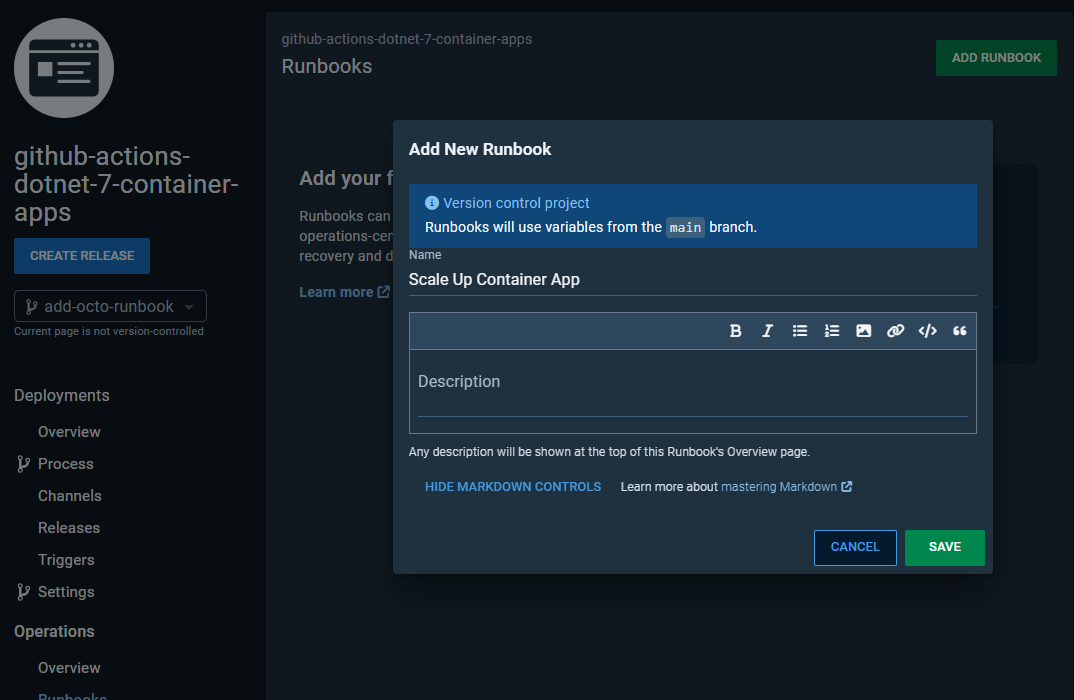 github-actions-dotnet-7-container-apps
Runbooks
ADD RUNBOOK
github-actions-
dotnet-7-container-
apps
CREATE RELEASE
add-octo-runbook
Current page is not version-controlled
Deployments
Overview
Process
Channels
Releases
Triggers
Settings
Operations
Overview
Runbooks
Add your f
Runbooks can
operations-cen
recovery and d
Learn more
Add New Runbook
Version control project
Runbooks will use variables from the main branch.
Name
Scale Up Container App
Description
Any description will be shown at the top of this Runbook's Overview page.
HIDE MARKDOWN CONTROLS Learn more about mastering Markdown
CANCEL
SAVE